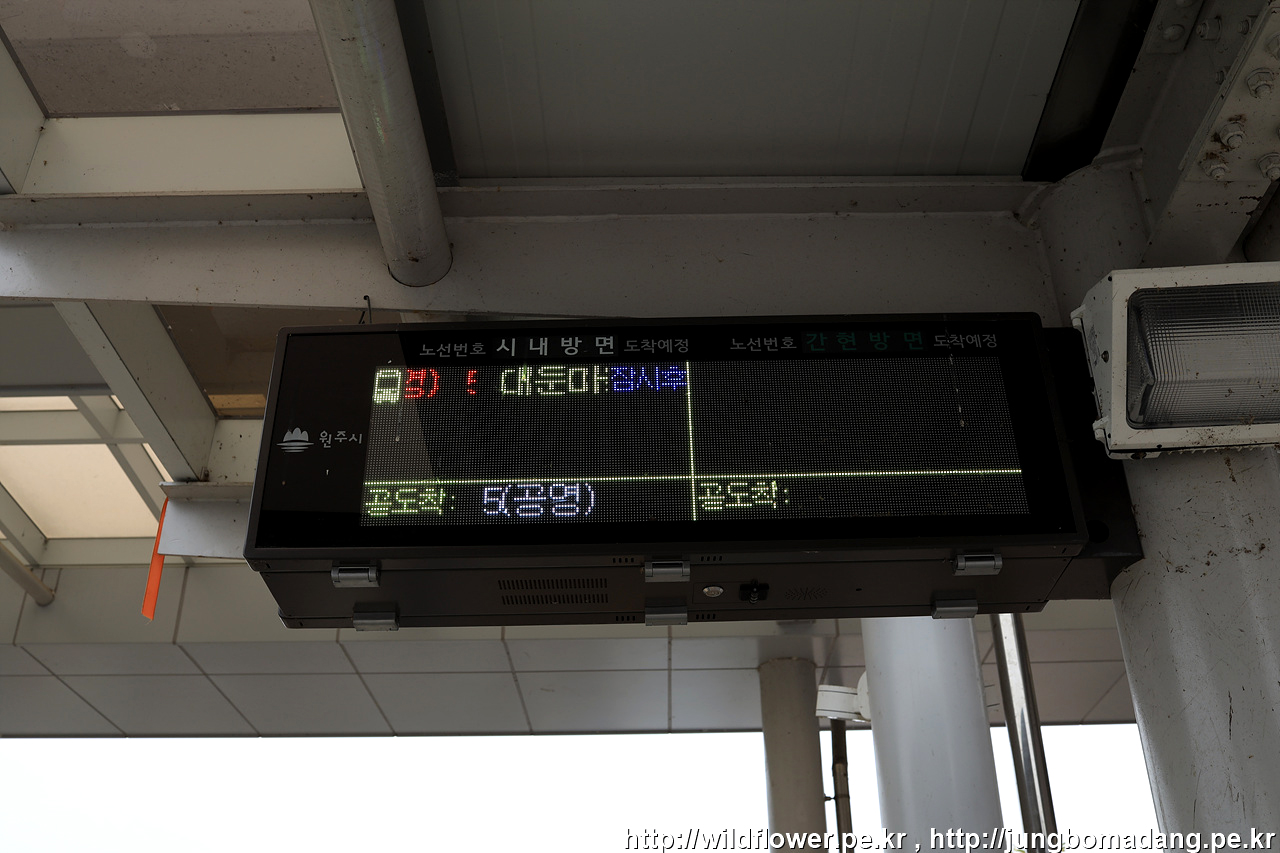 노선번호 시내방면 도착예정 노선번호 간현방면 도착예정
대둔마 잠시후
원주시
곧도착: 5(공영) 곧도착:
http://wildflower.pe.kr , http://jungbomadang.pe.kr